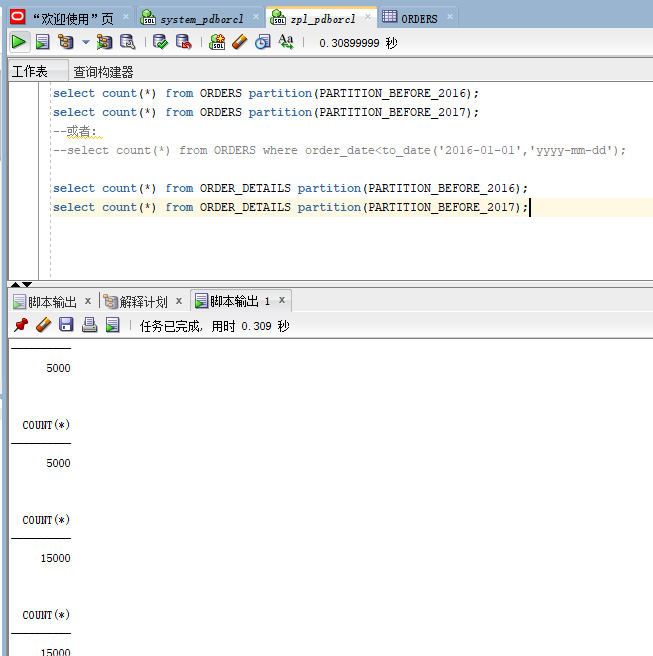 “欢迎使用”页 system_pdborcl zpl_pdborcl ORDERS
0.30899999 秒
工作表 查询构建器
select count(*) from ORDERS partition(PARTITION_BEFORE_2016);
select count(*) from ORDERS partition(PARTITION_BEFORE_2017);
--或者:
--select count(*) from ORDERS where order_date<to_date('2016-01-01','yyyy-mm-dd');
select count(*) from ORDER_DETAILS partition(PARTITION_BEFORE_2016);
select count(*) from ORDER_DETAILS partition(PARTITION_BEFORE_2017);
脚本输出 x 解释计划 x 脚本输出 1 x
任务已完成, 用时 0.309 秒
5000
COUNT(*)
5000
COUNT(*)
15000
COUNT(*)
15000